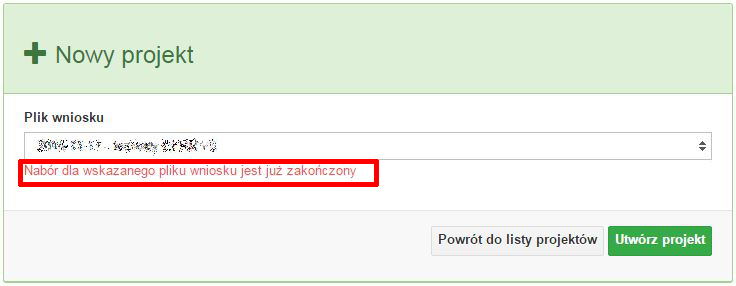 Nowy projekt
Plik wniosku
Nabór dla wskazanego pliku wniosku jest już zakończony
Powrót do listy projektów
Utwórz projekt